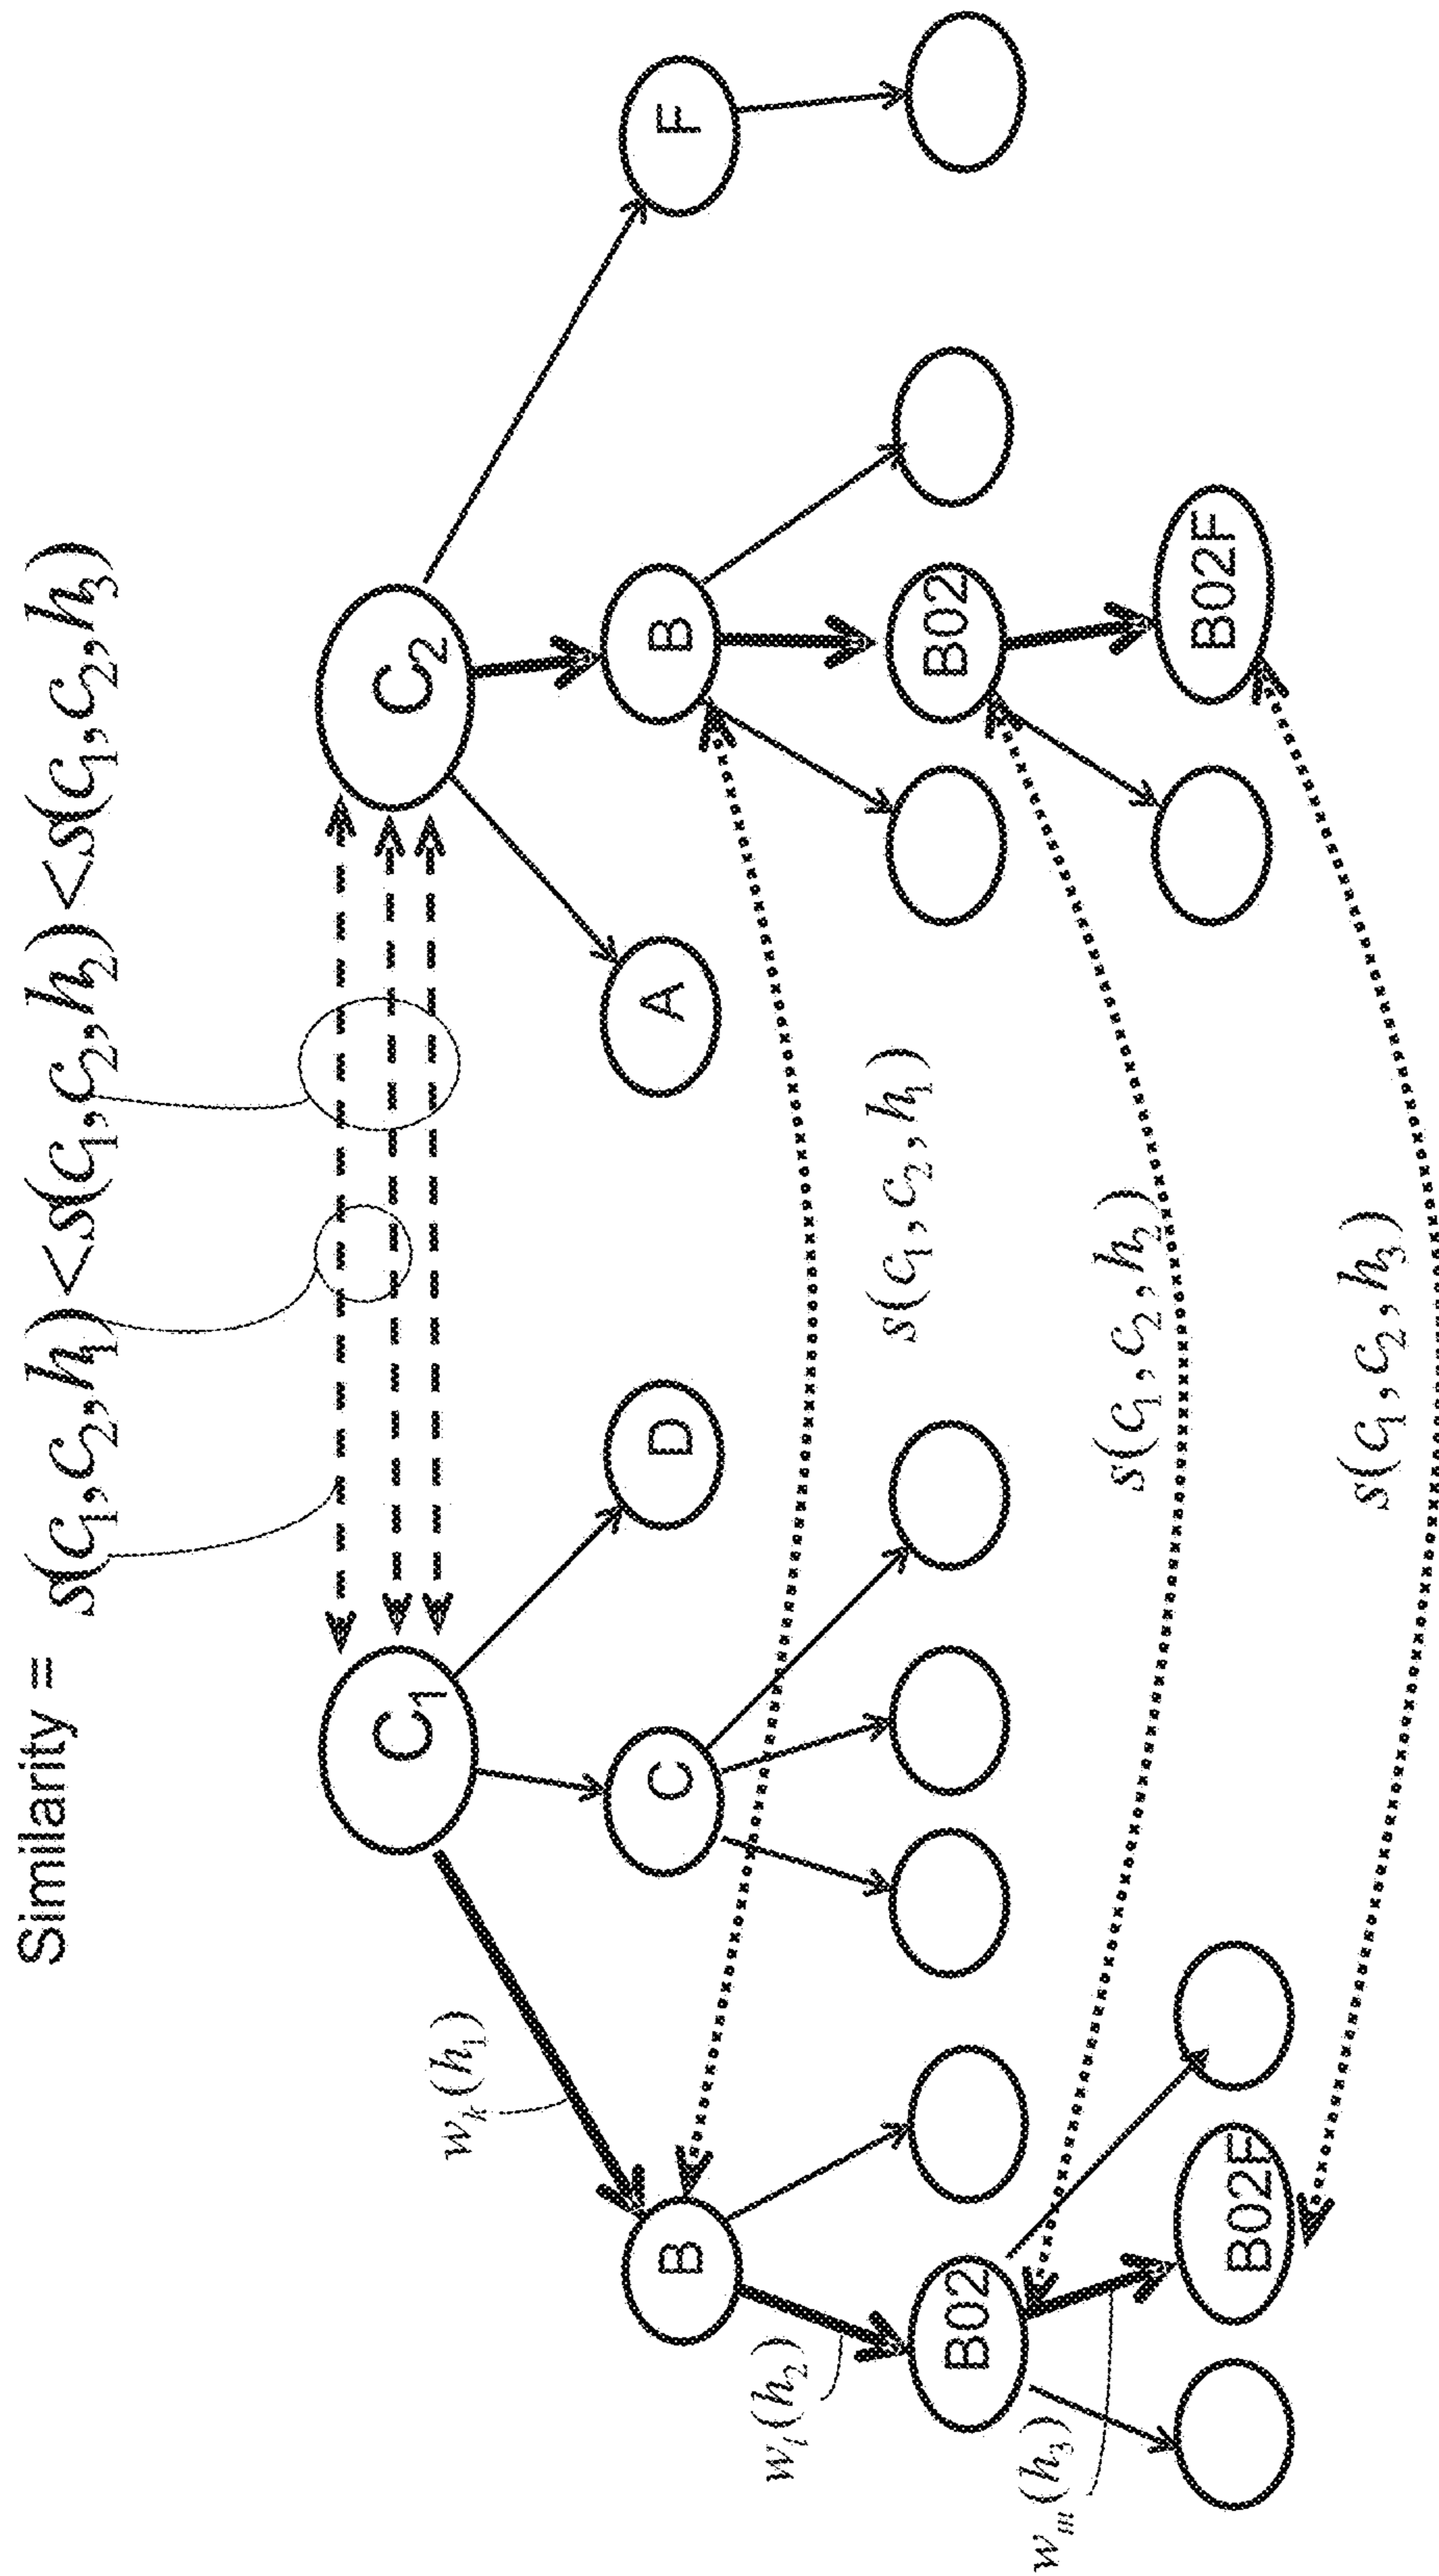 Similarity = s(c₁,c₂,h₁)<s(c₁,c₂,h₂)<s(c₁,c₂,h₃)
C₁
C₂
wₖ(h₁)
B
C
D
A
B
F
s(c₁,c₂,h₁)
wₗ(h₂)
B02
B02
s(c₁,c₂,h₂)
wₘ(h₃)
B02F
B02F
s(c₁,c₂,h₃)